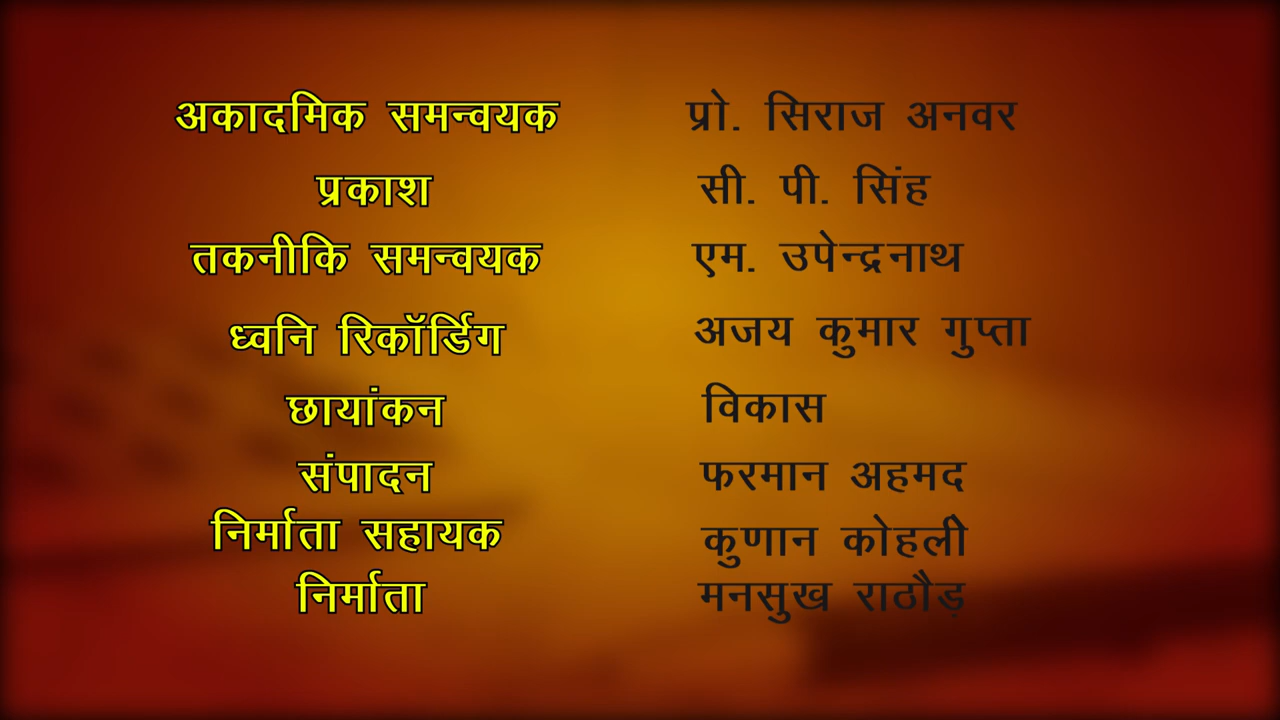 अकादमिक समन्वयक प्रो. सिराज अनवर
प्रकाश सी. पी. सिंह
तकनीकि समन्वयक एम. उपेन्द्रनाथ
ध्वनि रिकॉर्डिग अजय कुमार गुप्ता
छायांकन विकास
संपादन फरमान अहमद
निर्माता सहायक कुणान कोहली
निर्माता मनसुख राठौड़